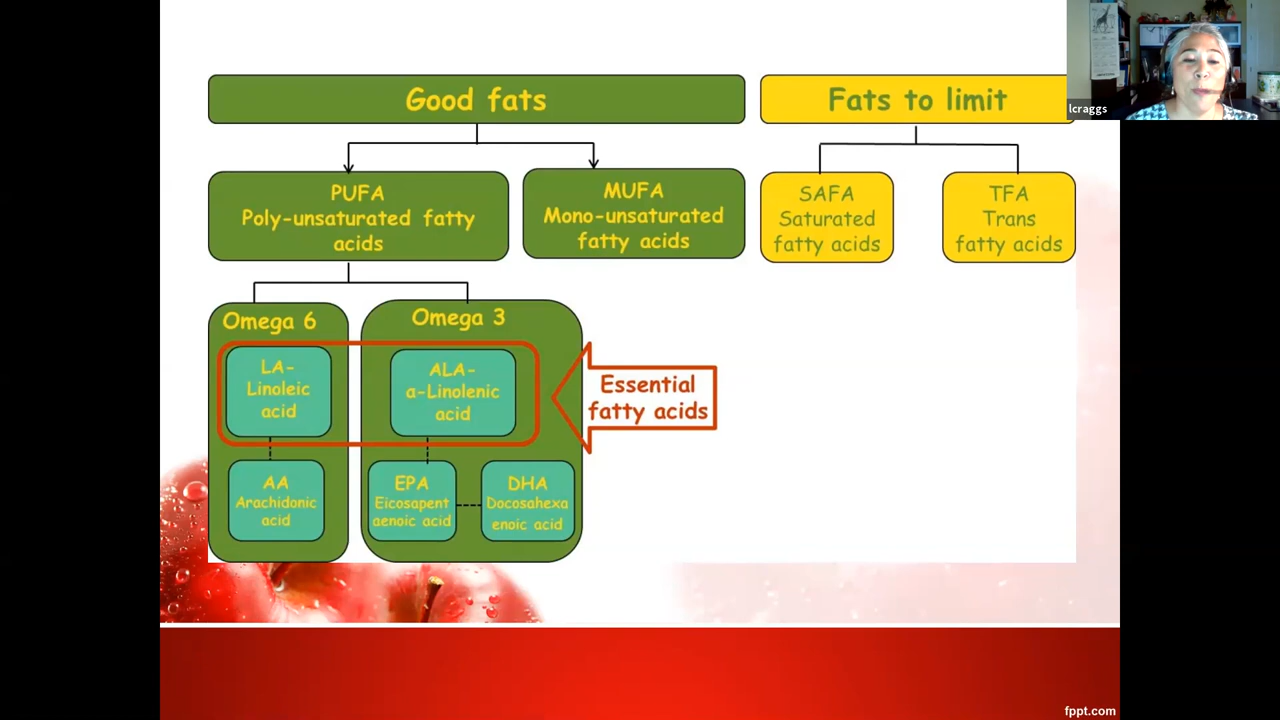 Good fats
Fats to limit
lcraggs
PUFA
Poly-unsaturated fatty
acids
MUFA
Mono-unsaturated
fatty acids
SAFA
Saturated
fatty acids
TFA
Trans
fatty acids
Omega 6
Omega 3
LA-
Linoleic
acid
ALA-
α-Linolenic
acid
Essential
fatty acids
AA
Arachidonic
acid
EPA
Eicosapent
aenoic acid
DHA
Docosahexa
enoic acid
fppt.com